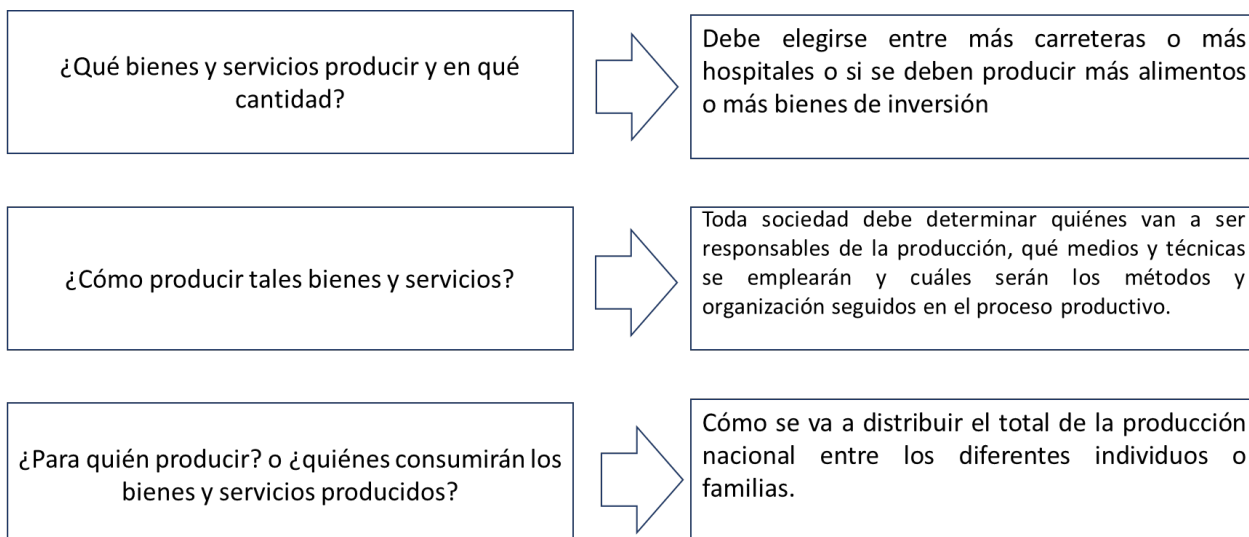 ¿Qué bienes y servicios producir y en qué
cantidad?
Debe elegirse entre más carreteras o más
hospitales o si se deben producir más alimentos
o más bienes de inversión
¿Cómo producir tales bienes y servicios?
Toda sociedad debe determinar quiénes van a ser
responsables de la producción, qué medios y técnicas
se emplearán y cuáles serán los métodos y
organización seguidos en el proceso productivo.
¿Para quién producir? o ¿quiénes consumirán los
bienes y servicios producidos?
Cómo se va a distribuir el total de la producción
nacional entre los diferentes individuos o
familias.